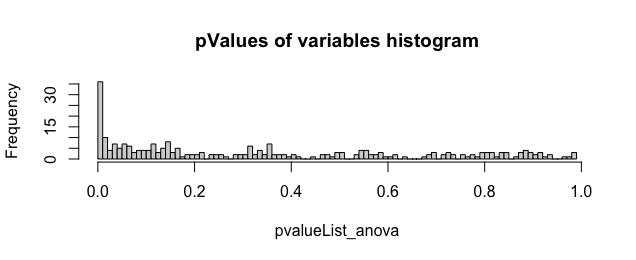 pValues of variables histogram
Frequency
30
15
0
0.0 0.2 0.4 0.6 0.8 1.0
pvalueList_anova